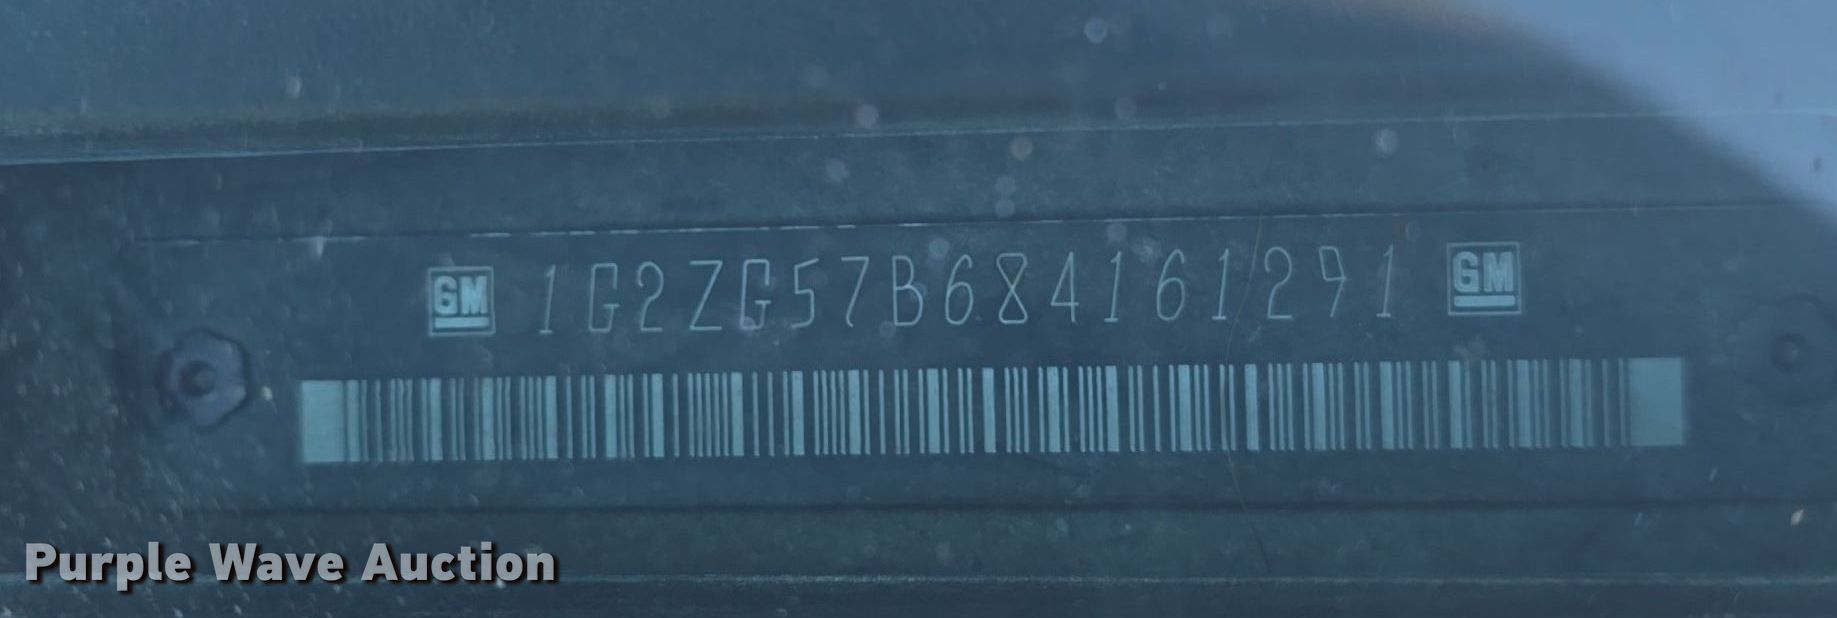 GM 1G2ZG57B684161291 GM
Purple Wave Auction